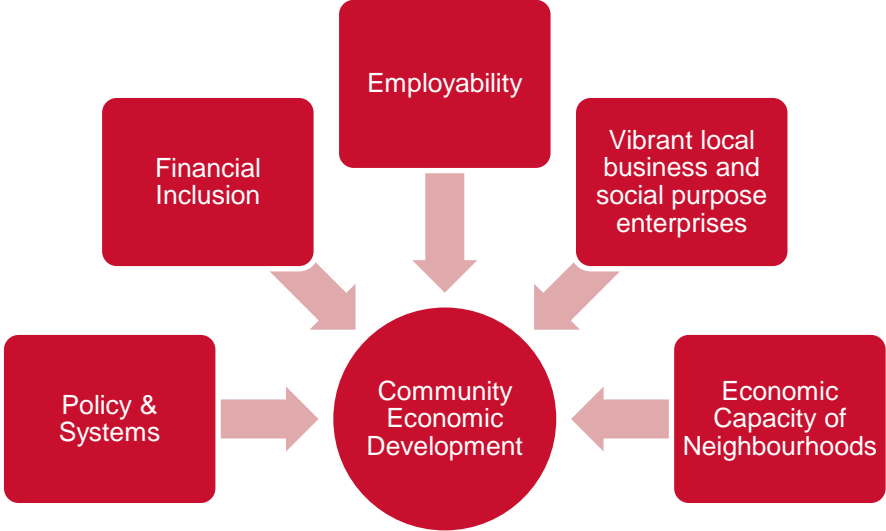 Employability
Financial
Inclusion
Vibrant local
business and
social purpose
enterprises
Policy &
Systems
Community
Economic
Development
Economic
Capacity of
Neighbourhoods